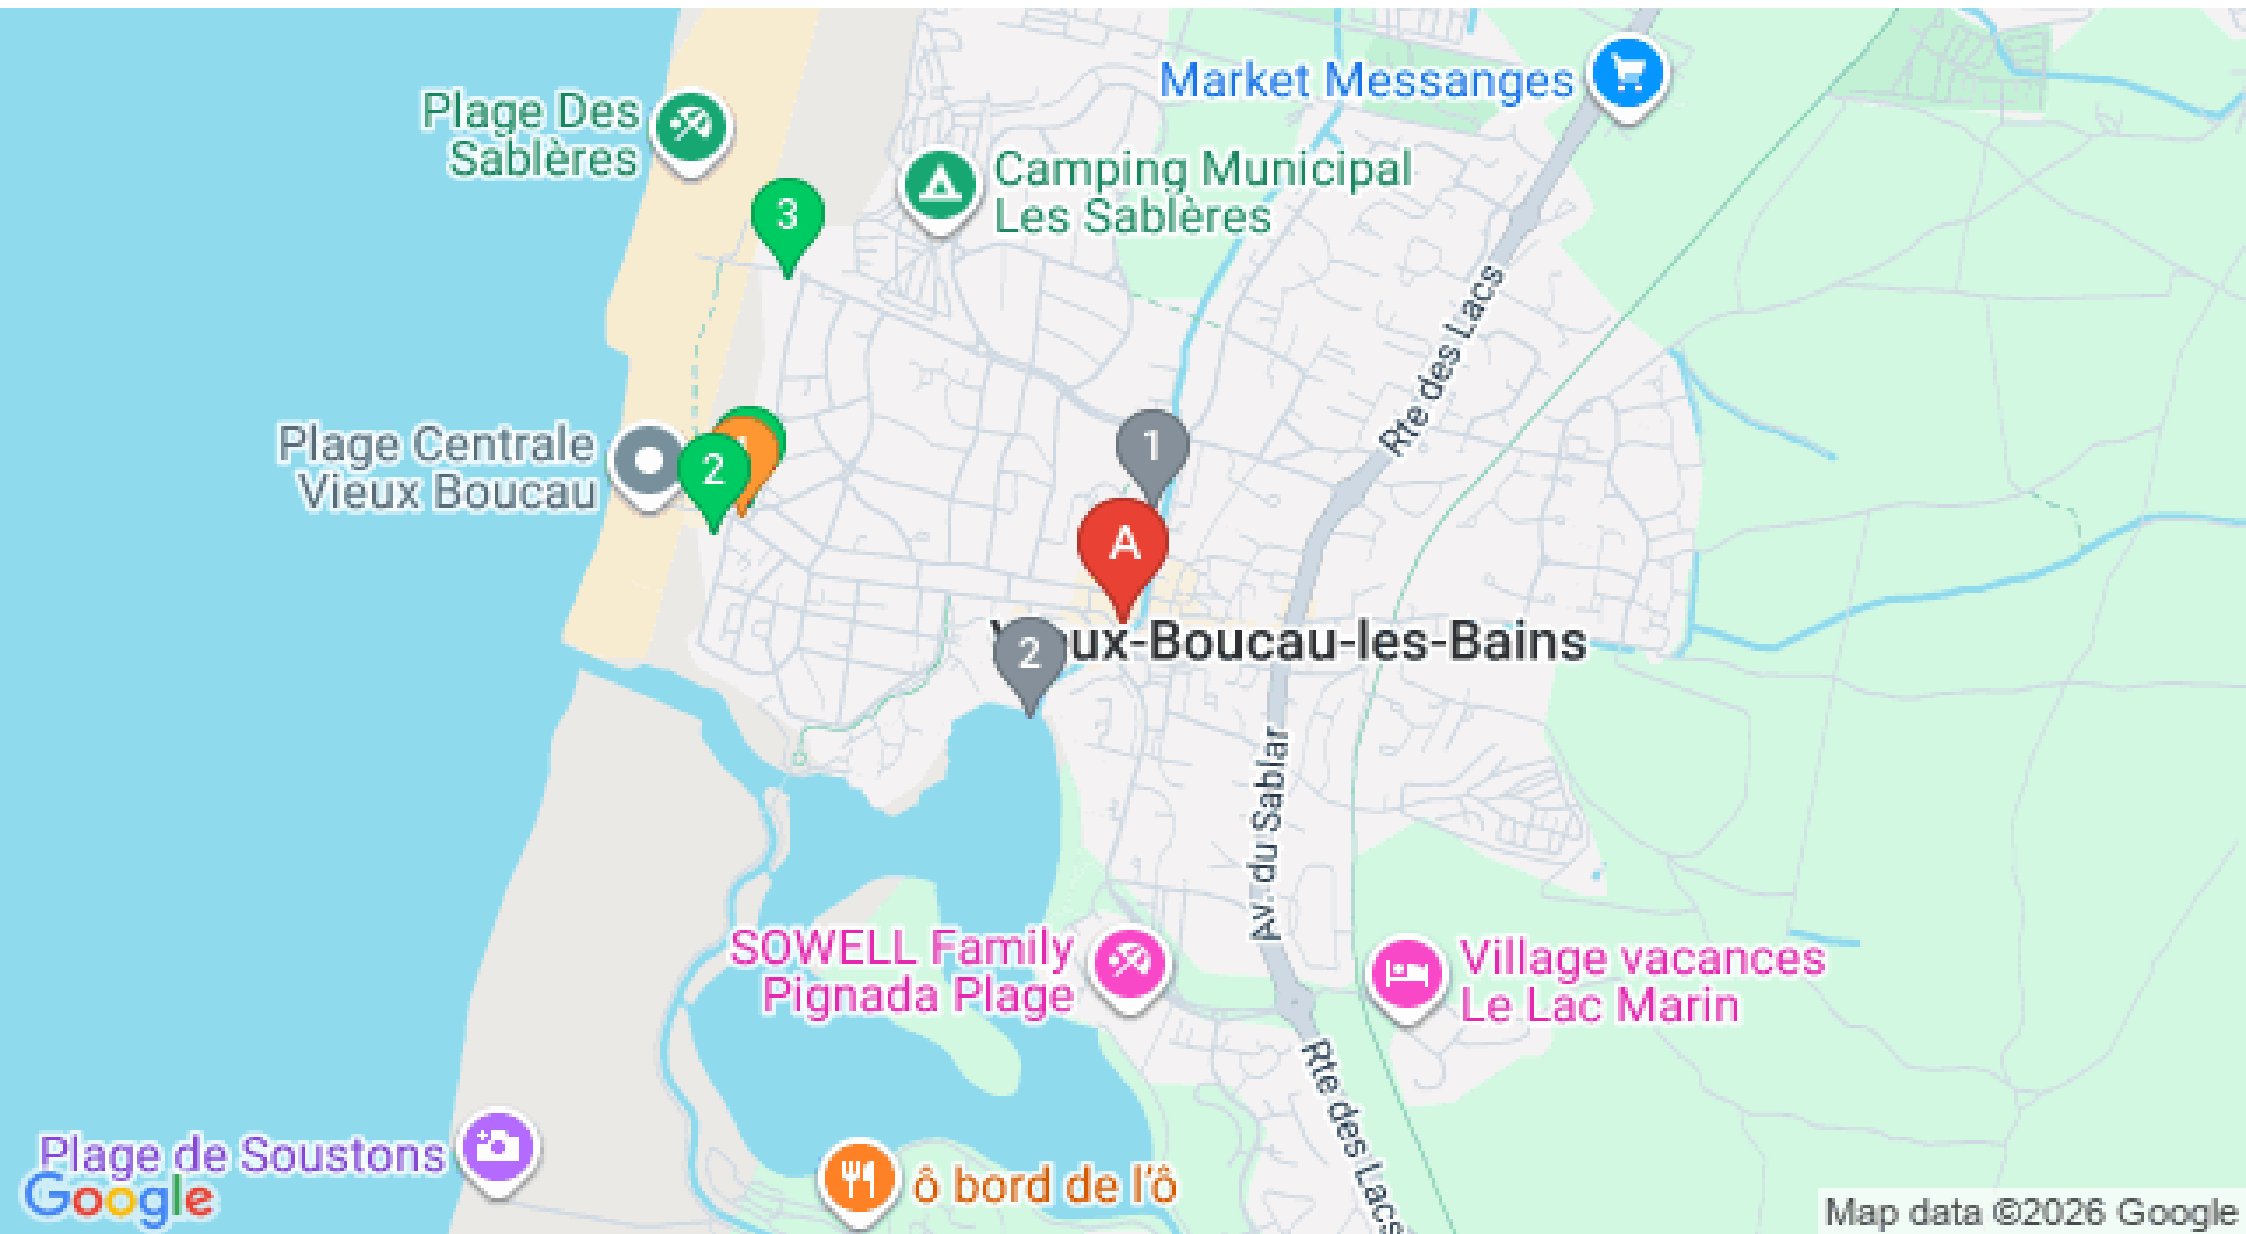 Market Messanges
Plage Des
Sablères
Camping Municipal
Les Sablères
3
Rte des Lacs
Plage Centrale
Vieux Boucau
2
1
A
2
ux-Boucau-les-Bains
Av. du Sablar
SOWELL Family
Pignada Plage
Village vacances
Le Lac Marin
Rte des Lacs
Plage de Soustons
ô bord de l'ô
Google
Map data ©2026 Google